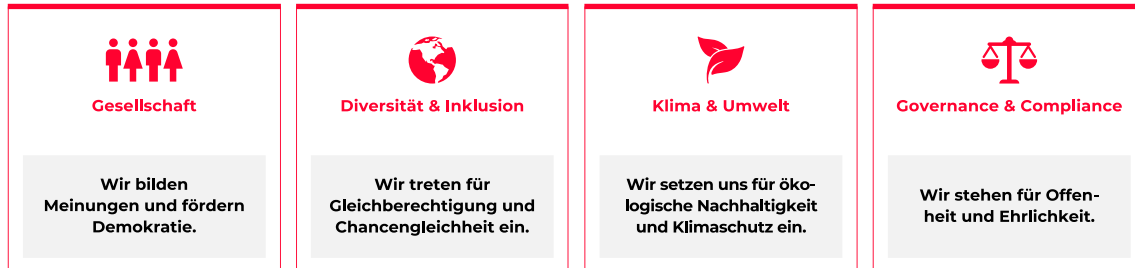 Gesellschaft
Wir bilden
Meinungen und fördern
Demokratie.
Diversität & Inklusion
Wir treten für
Gleichberechtigung und
Chancengleichheit ein.
Klima & Umwelt
Wir setzen uns für öko-
logische Nachhaltigkeit
und Klimaschutz ein.
Governance & Compliance
Wir stehen für Offen-
heit und Ehrlichkeit.